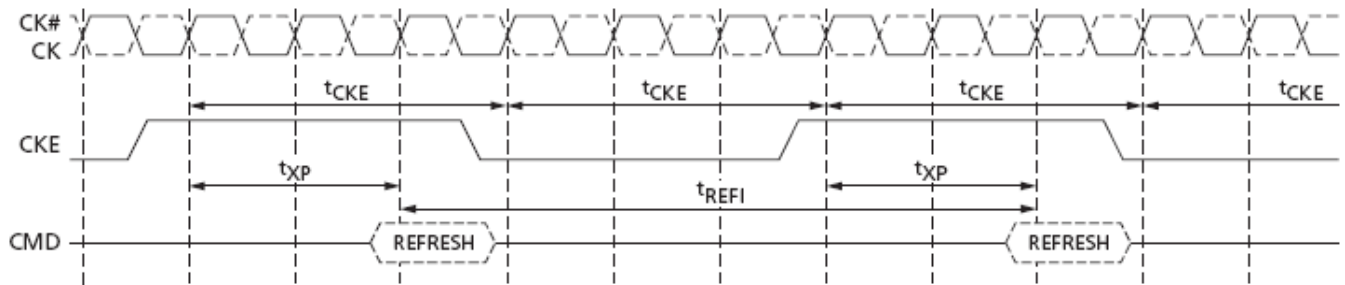 CK#
CK
tCKE tCKE tCKE tCKE
CKE
tXP tXP
tREFI
CMD REFRESH REFRESH